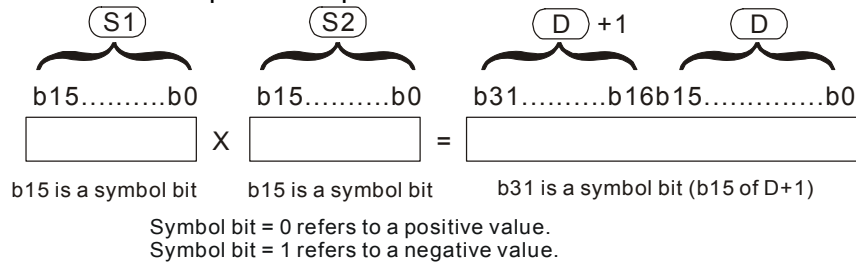 S1 S2 D +1 D
b15..........b0 b15..........b0 b31..........b16b15..............b0
X =
b15 is a symbol bit b15 is a symbol bit b31 is a symbol bit (b15 of D+1)
Symbol bit = 0 refers to a positive value.
Symbol bit = 1 refers to a negative value.